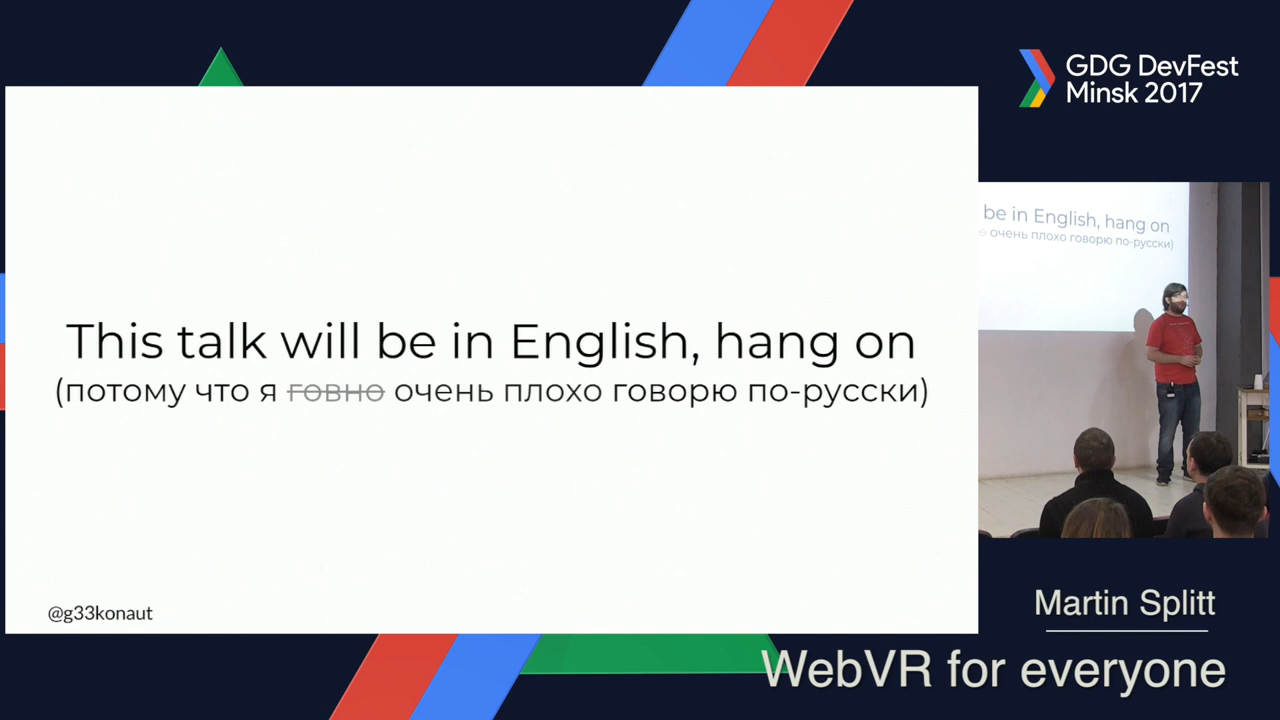 GDG DevFest
Minsk 2017
This talk will be in English, hang on
(потому что я говно очень плохо говорю по-русски)
@g33konaut
be in English, hang on
очень плохо говорю по-русски)
Martin Splitt
WebVR for everyone